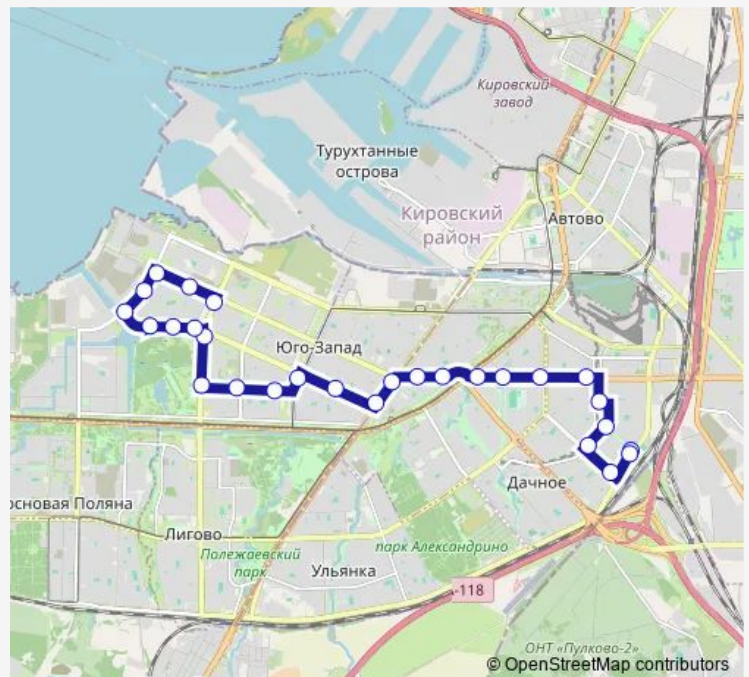 Кировский
завод
Турухтанные
острова
Кировский
район
Автово
Юго-Запад
Дачное
основая Поляна
Лигово
Полежаевский
парк
парк Александрино
Ульянка
А-118
ОНТ «Пулково-2»
© OpenStreetMap contributors